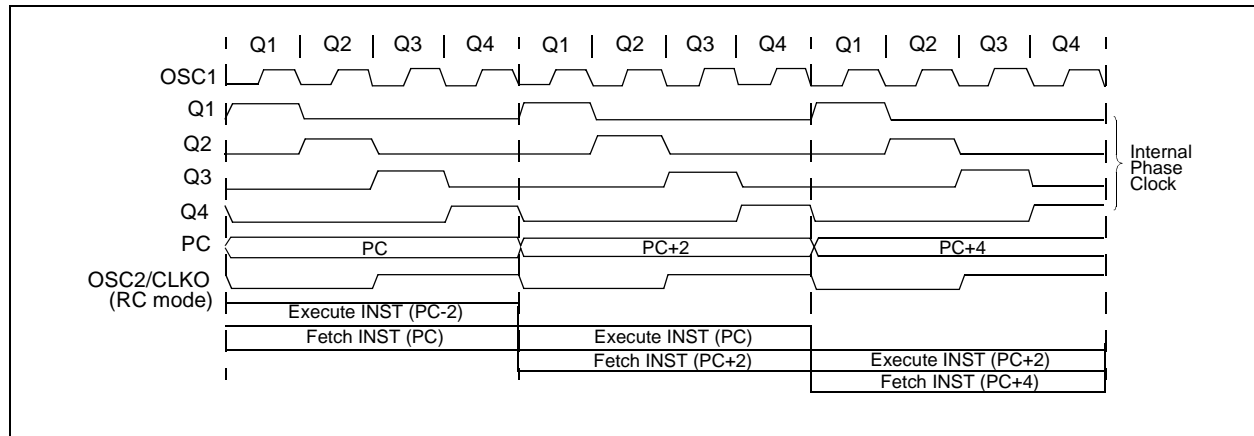 Q1 Q2 Q3 Q4 Q1 Q2 Q3 Q4 Q1 Q2 Q3 Q4
OSC1
Q1
Q2
Q3
Q4
Internal
Phase
Clock
PC PC PC+2 PC+4
OSC2/CLKO
(RC mode)
Execute INST (PC-2)
Fetch INST (PC) Execute INST (PC)
Fetch INST (PC+2) Execute INST (PC+2)
Fetch INST (PC+4)